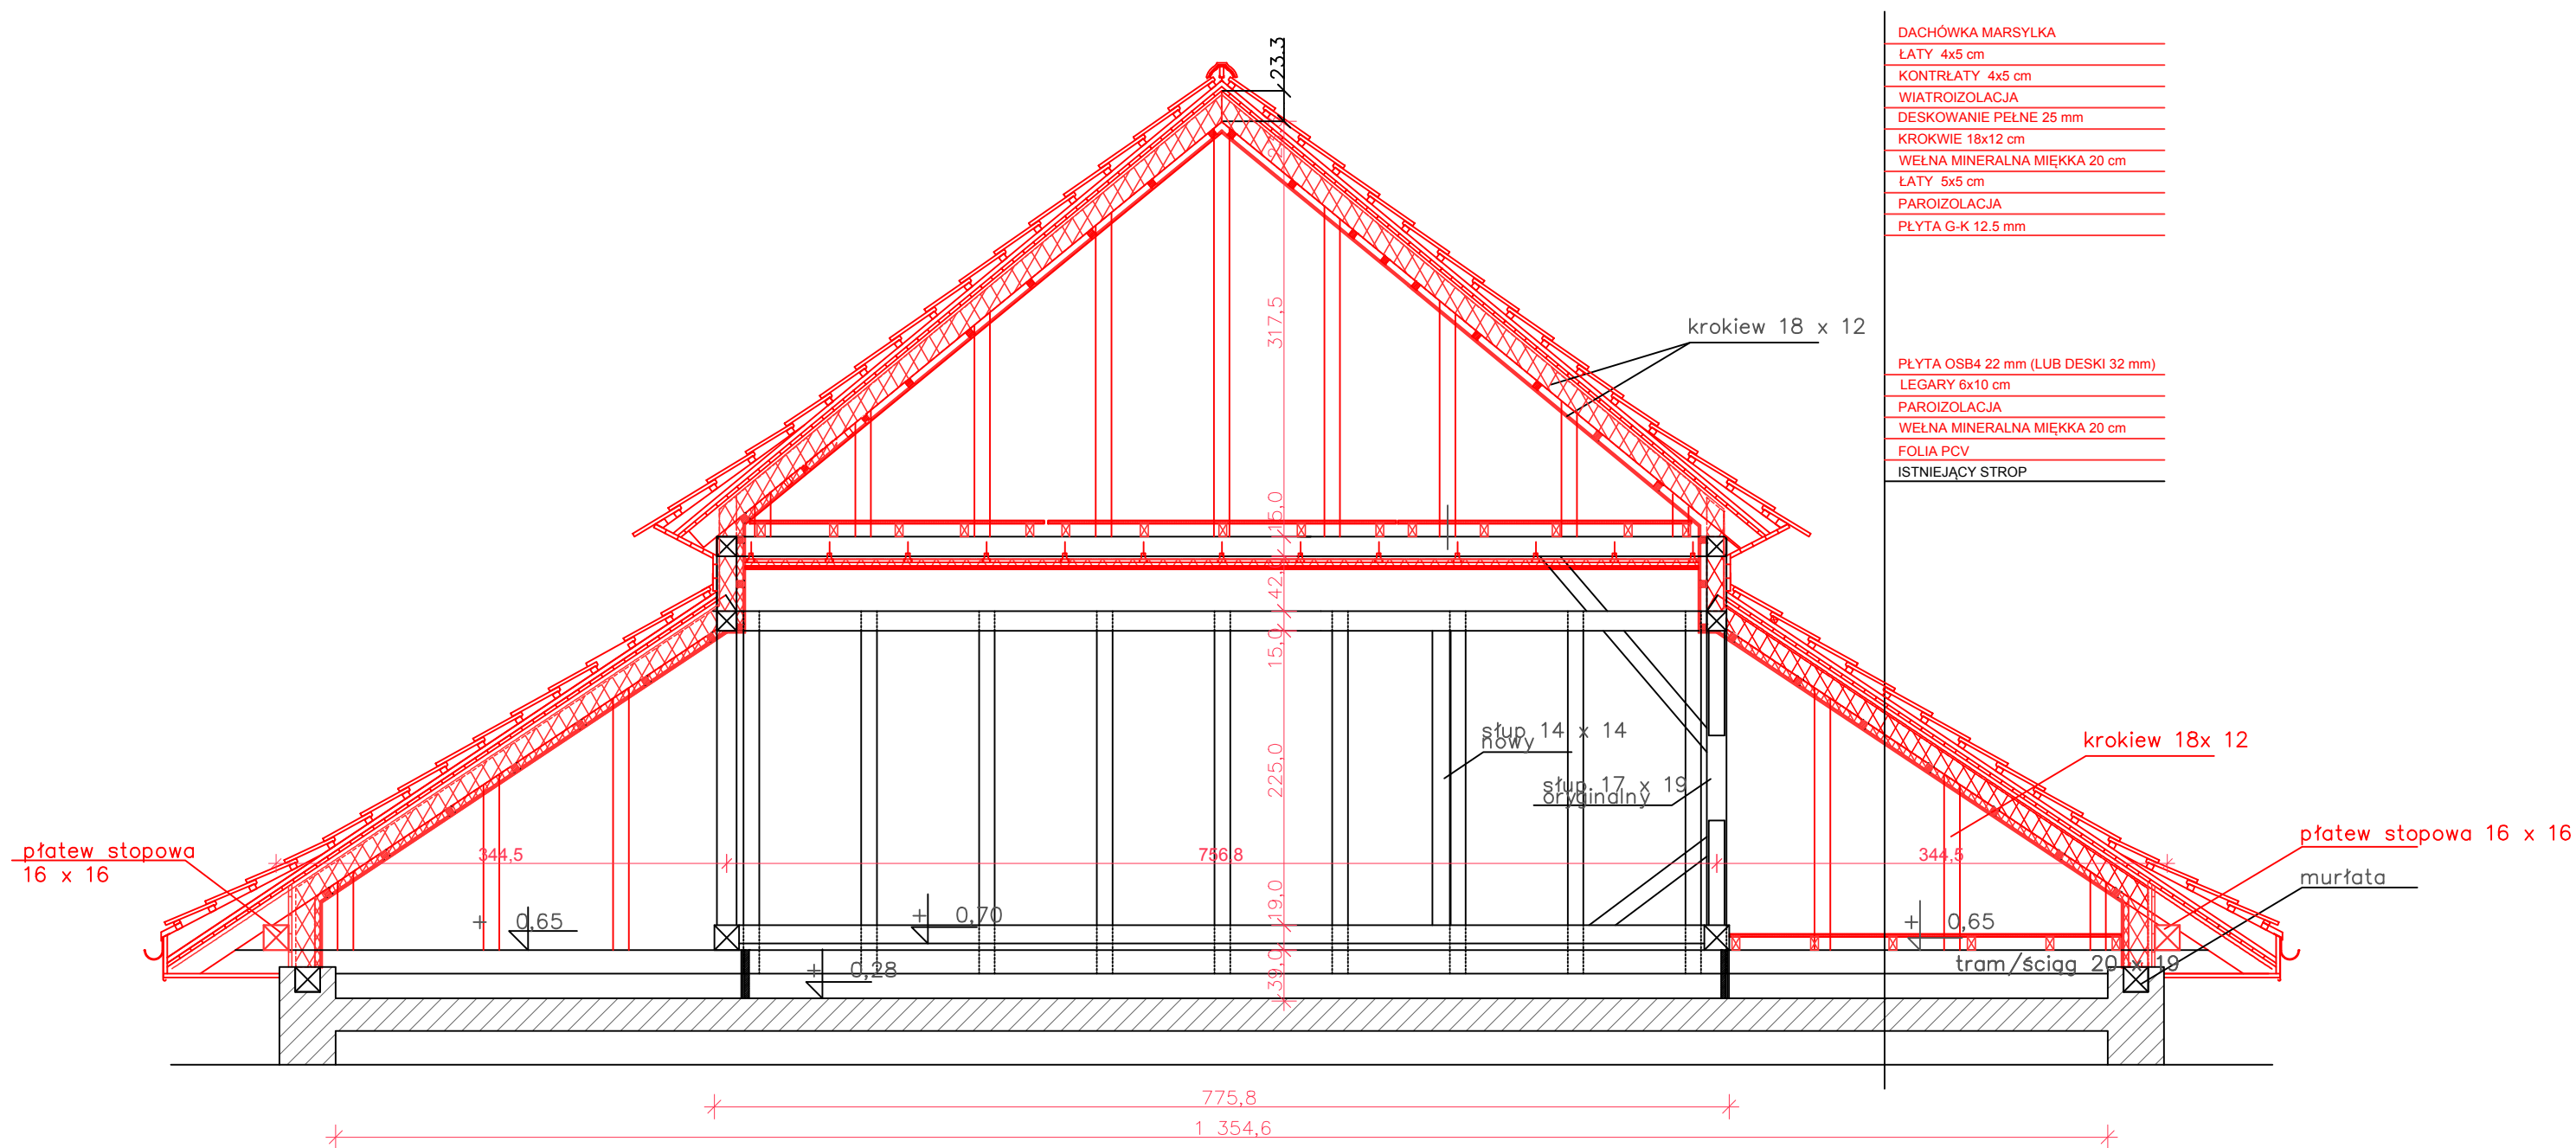 DACHÓWKA MARSYLKA
ŁATY 4x5 cm
KONTRŁATY 4x5 cm
WIATROIZOLACJA
DESKOWANIE PEŁNE 25 mm
KROKWIE 18x12 cm
WEŁNA MINERALNA MIĘKKA 20 cm
ŁATY 5x5 cm
PAROIZOLACJA
PŁYTA G-K 12.5 mm
23,3
317,5
krokiew 18 x 12
PŁYTA OSB4 22 mm (LUB DESKI 32 mm)
LEGARY 6x10 cm
PAROIZOLACJA
WEŁNA MINERALNA MIĘKKA 20 cm
FOLIA PCV
ISTNIEJĄCY STROP
15,0
15,0
225,0
słup 14 x 14
nowy
słup 17 x 19
oryginalny
krokiew 18x 12
płatew stopowa
16 x 16
344,5
756,8
344,5
płatew stopowa 16 x 16
murłata
19,0
+ 0,65
+ 0,70
+ 0,65
+ 0,28
39,0
tram/ściąg 20 x 19
775,8
1 354,6